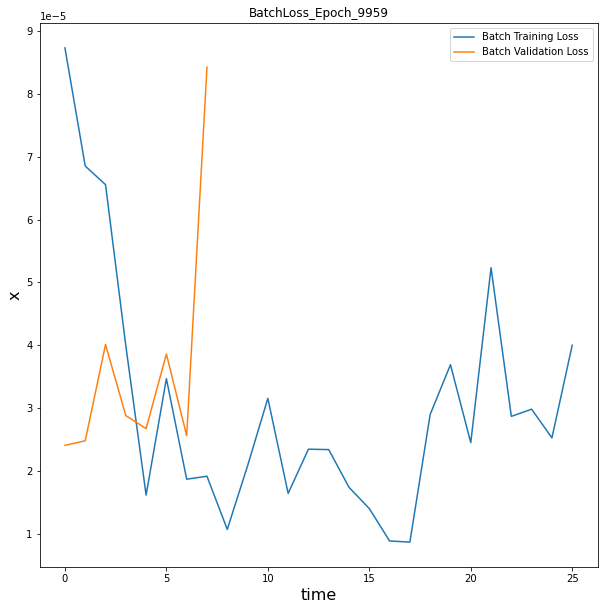 BatchLoss_Epoch_9959
1e−5
Batch Training Loss
Batch Validation Loss
9
8
7
6
5
4
3
2
1
x
0 5 10 15 20 25
time